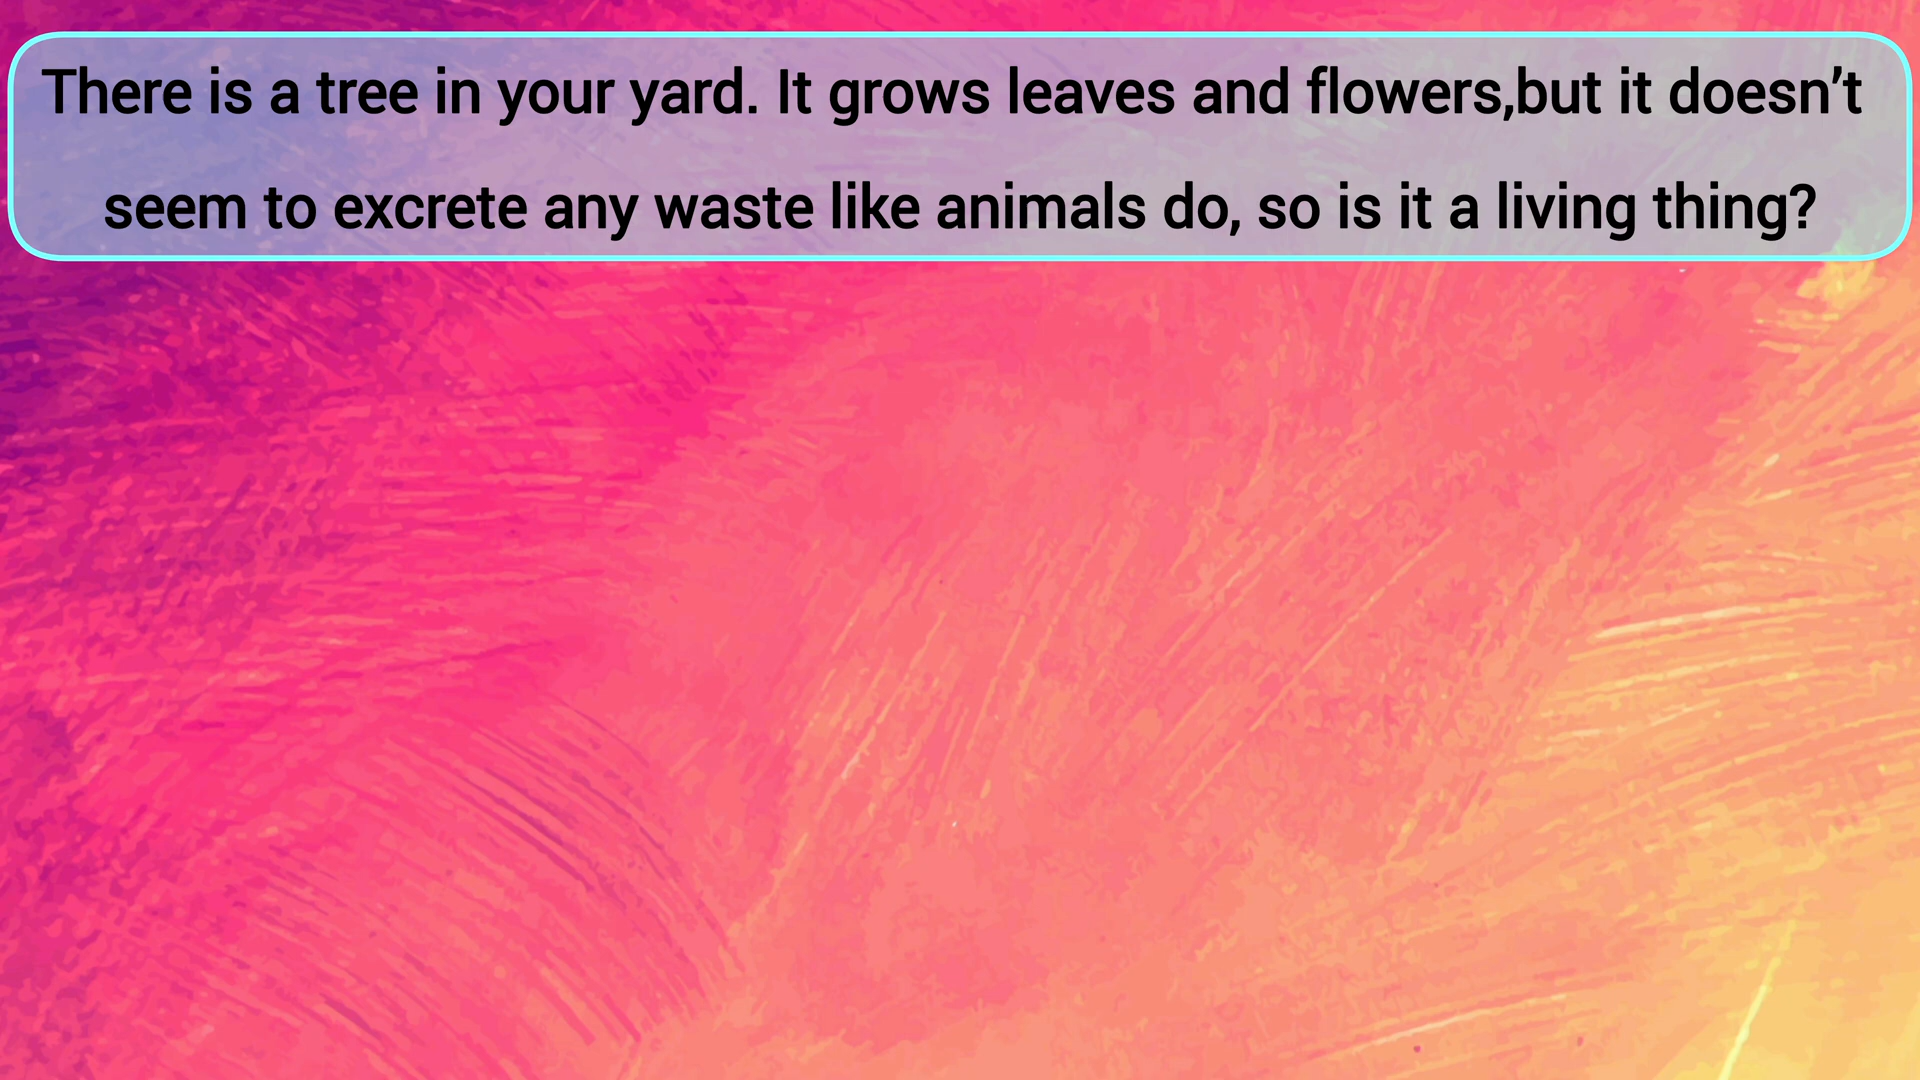 There is a tree in your yard. It grows leaves and flowers,but it doesn’t
seem to excrete any waste like animals do, so is it a living thing?